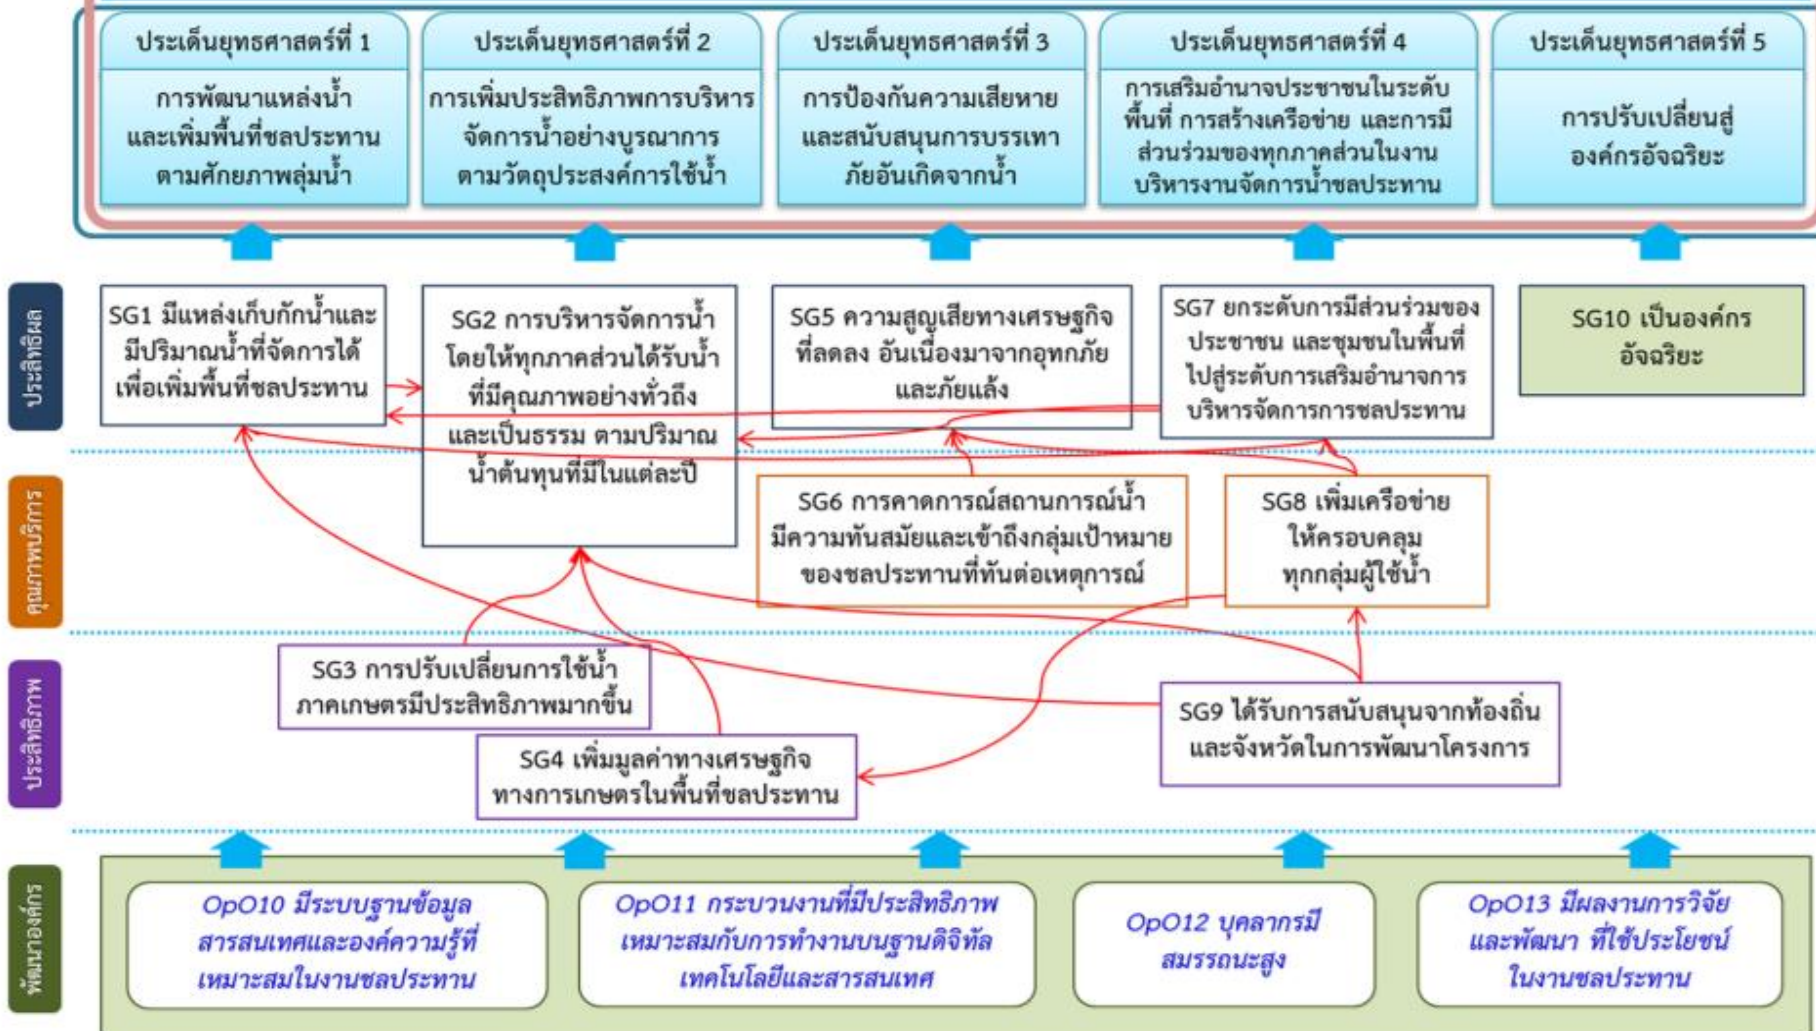 ประเด็นยุทธศาสตร์ที่ 1
การพัฒนาแหล่งน้ำ
และเพิ่มพื้นที่ชลประทาน
ตามศักยภาพลุ่มน้ำ
ประเด็นยุทธศาสตร์ที่ 2
การเพิ่มประสิทธิภาพการบริหาร
จัดการน้ำอย่างบูรณาการ
ตามวัตถุประสงค์การใช้น้ำ
ประเด็นยุทธศาสตร์ที่ 3
การป้องกันความเสียหาย
และสนับสนุนการบรรเทา
ภัยอันเกิดจากน้ำ
ประเด็นยุทธศาสตร์ที่ 4
การเสริมอำนาจประชาชนในระดับ
พื้นที่ การสร้างเครือข่าย และการมี
ส่วนร่วมของทุกภาคส่วนในงาน
บริหารงานจัดการน้ำชลประทาน
ประเด็นยุทธศาสตร์ที่ 5
การปรับเปลี่ยนสู่
องค์กรอัจฉริยะ
ประสิทธิผล
SG1 มีแหล่งเก็บกักน้ำและ
มีปริมาณน้ำที่จัดการได้
เพื่อเพิ่มพื้นที่ชลประทาน
SG2 การบริหารจัดการน้ำ
โดยให้ทุกภาคส่วนได้รับน้ำ
ที่มีคุณภาพอย่างทั่วถึง
และเป็นธรรม ตามปริมาณ
น้ำต้นทุนที่มีในแต่ละปี
SG5 ความสูญเสียทางเศรษฐกิจ
ที่ลดลง อันเนื่องมาจากอุทกภัย
และภัยแล้ง
SG7 ยกระดับการมีส่วนร่วมของ
ประชาชน และชุมชนในพื้นที่
ไปสู่ระดับการเสริมอำนาจการ
บริหารจัดการการชลประทาน
SG10 เป็นองค์กร
อัจฉริยะ
คุณภาพบริการ
SG6 การคาดการณ์สถานการณ์น้ำ
มีความทันสมัยและเข้าถึงกลุ่มเป้าหมาย
ของชลประทานที่ทันต่อเหตุการณ์
SG8 เพิ่มเครือข่าย
ให้ครอบคลุม
ทุกกลุ่มผู้ใช้น้ำ
ประสิทธิภาพ
SG3 การปรับเปลี่ยนการใช้น้ำ
ภาคเกษตรมีประสิทธิภาพมากขึ้น
SG4 เพิ่มมูลค่าทางเศรษฐกิจ
ทางการเกษตรในพื้นที่ชลประทาน
SG9 ได้รับการสนับสนุนจากท้องถิ่น
และจังหวัดในการพัฒนาโครงการ
พัฒนาองค์กร
OpO10 มีระบบฐานข้อมูล
สารสนเทศและองค์ความรู้ที่
เหมาะสมในงานชลประทาน
OpO11 กระบวนงานที่มีประสิทธิภาพ
เหมาะสมกับการทำงานบนฐานดิจิทัล
เทคโนโลยีและสารสนเทศ
OpO12 บุคลากรมี
สมรรถนะสูง
OpO13 มีผลงานการวิจัย
และพัฒนา ที่ใช้ประโยชน์
ในงานชลประทาน